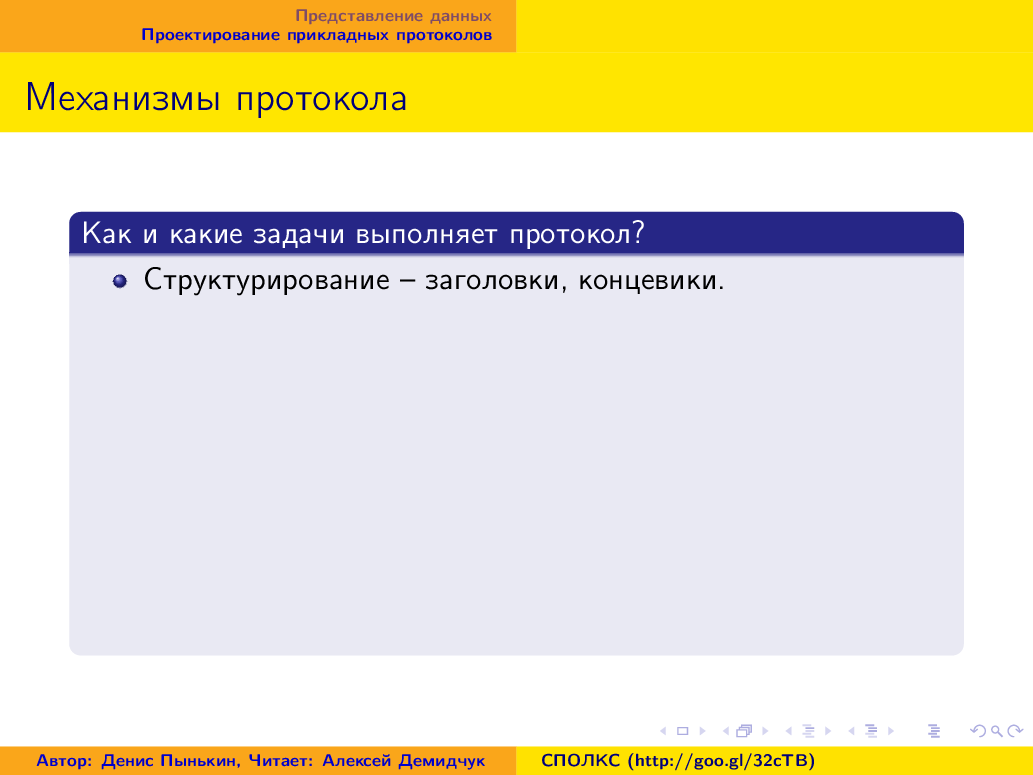 Представление данных
Проектирование прикладных протоколов
Механизмы протокола
Как и какие задачи выполняет протокол?
Структурирование – заголовки, концевики.
Автор: Денис Пынькин, Читает: Алексей Демидчук
СПОЛКС (http://goo.gl/32cTB)